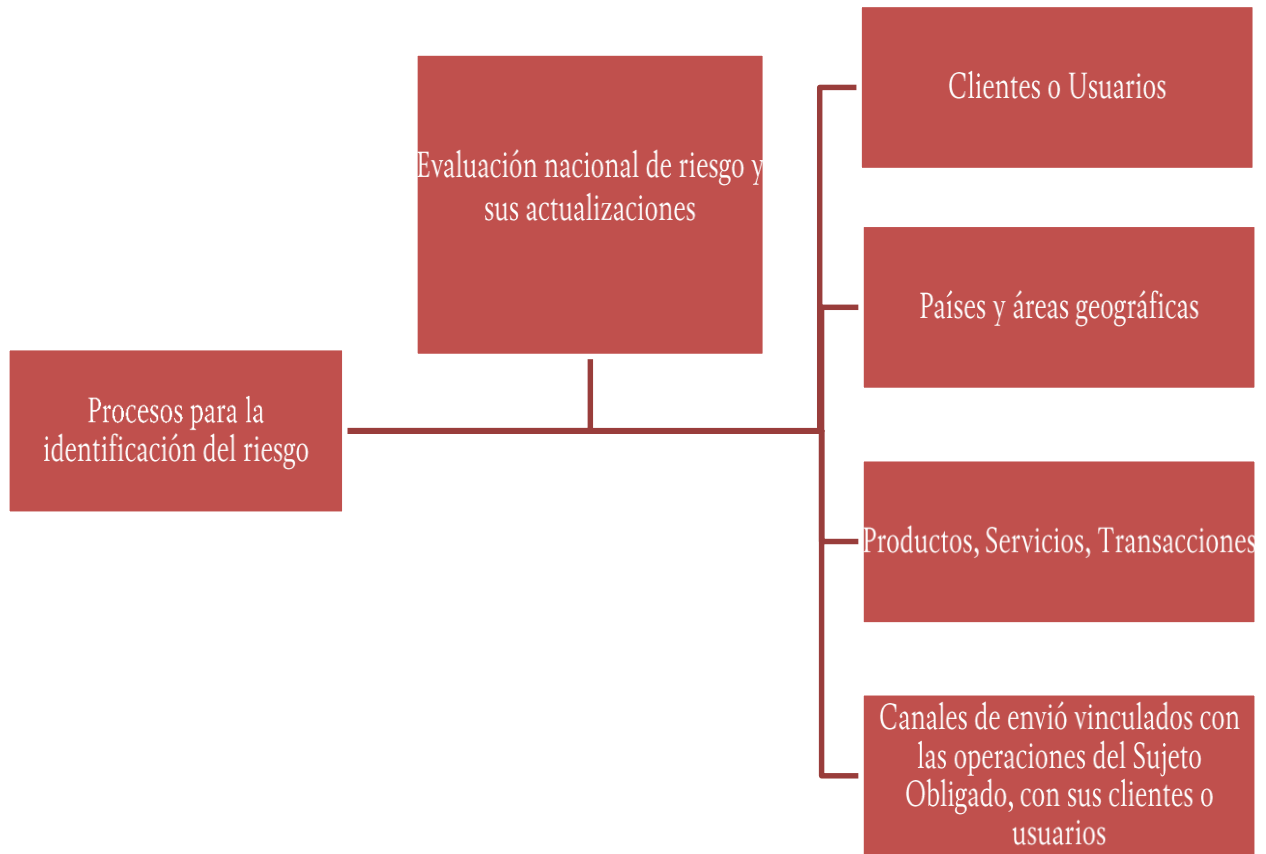 Procesos para la
identificación del riesgo
Evaluación nacional de riesgo y
sus actualizaciones
Clientes o Usuarios
Países y áreas geográficas
Productos, Servicios, Transacciones
Canales de envió vinculados con
las operaciones del Sujeto
Obligado, con sus clientes o
usuarios